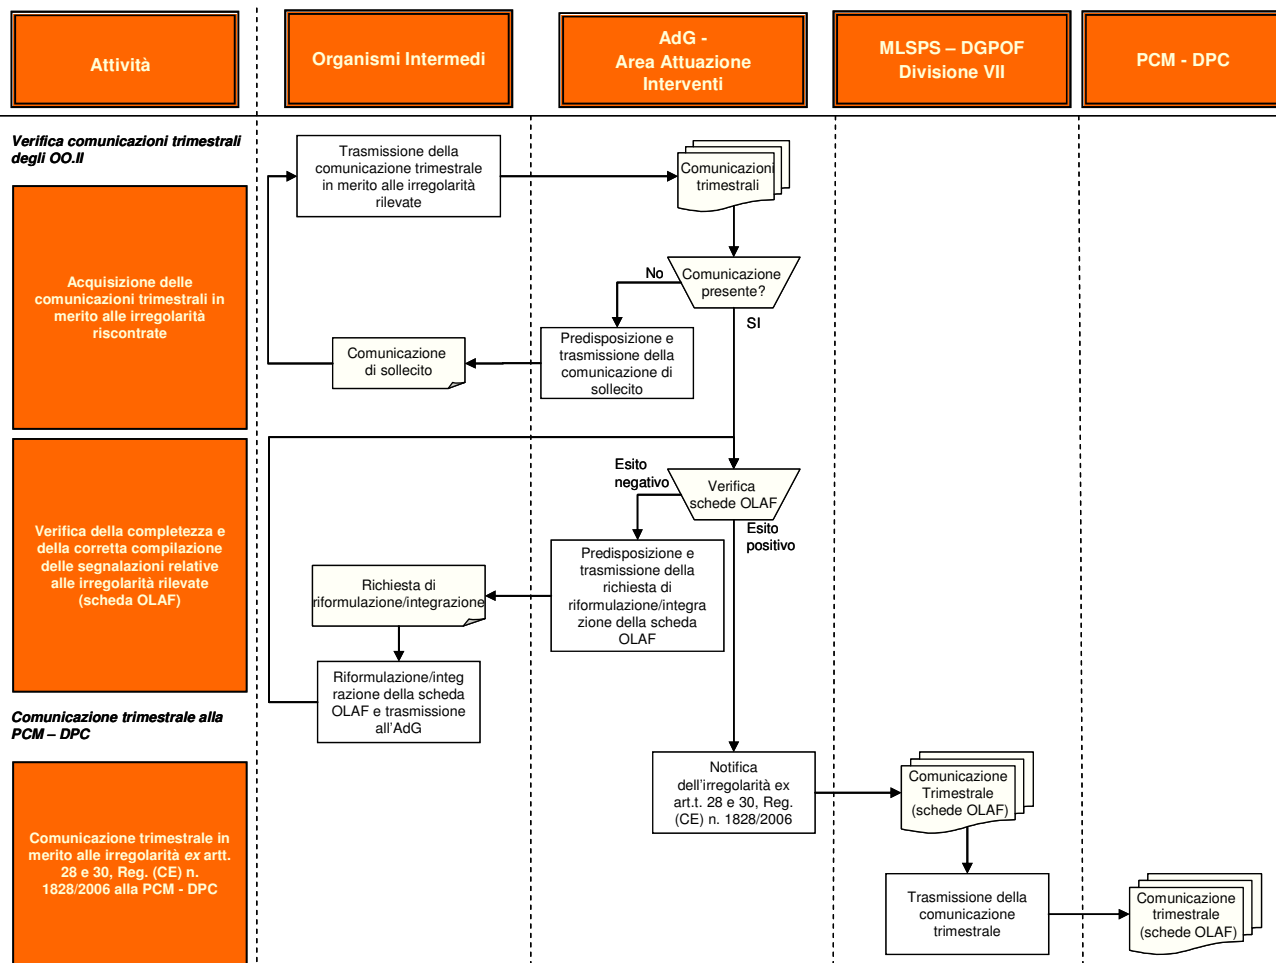 Attività
Organismi Intermedi
AdG -
Area Attuazione
Interventi
MLSPS – DGPOF
Divisione VII
PCM - DPC
Verifica comunicazioni trimestrali
degli OO.II
Trasmissione della
comunicazione trimestrale
in merito alle irregolarità
rilevate
Comunicazioni
trimestrali
Acquisizione delle
comunicazioni trimestrali in
merito alle irregolarità
riscontrate
No
Comunicazione
presente?
SI
Comunicazione
di sollecito
Predisposizione e
trasmissione della
comunicazione di
sollecito
Verifica della completezza e
della corretta compilazione
delle segnalazioni relative
alle irregolarità rilevate
(scheda OLAF)
Esito
negativo
Verifica
schede OLAF
Esito
positivo
Richiesta di
riformulazione/integrazione
Predisposizione e
trasmissione della
richiesta di
riformulazione/integra
zione della scheda
OLAF
Riformulazione/integ
razione della scheda
OLAF e trasmissione
all'AdG
Comunicazione trimestrale alla
PCM – DPC
Comunicazione trimestrale in
merito alle irregolarità ex artt.
28 e 30, Reg. (CE) n.
1828/2006 alla PCM - DPC
Notifica
dell'irregolarità ex
art.t. 28 e 30, Reg.
(CE) n. 1828/2006
Comunicazione
Trimestrale
(schede OLAF)
Trasmissione della
comunicazione
trimestrale
Comunicazione
trimestrale
(schede OLAF)